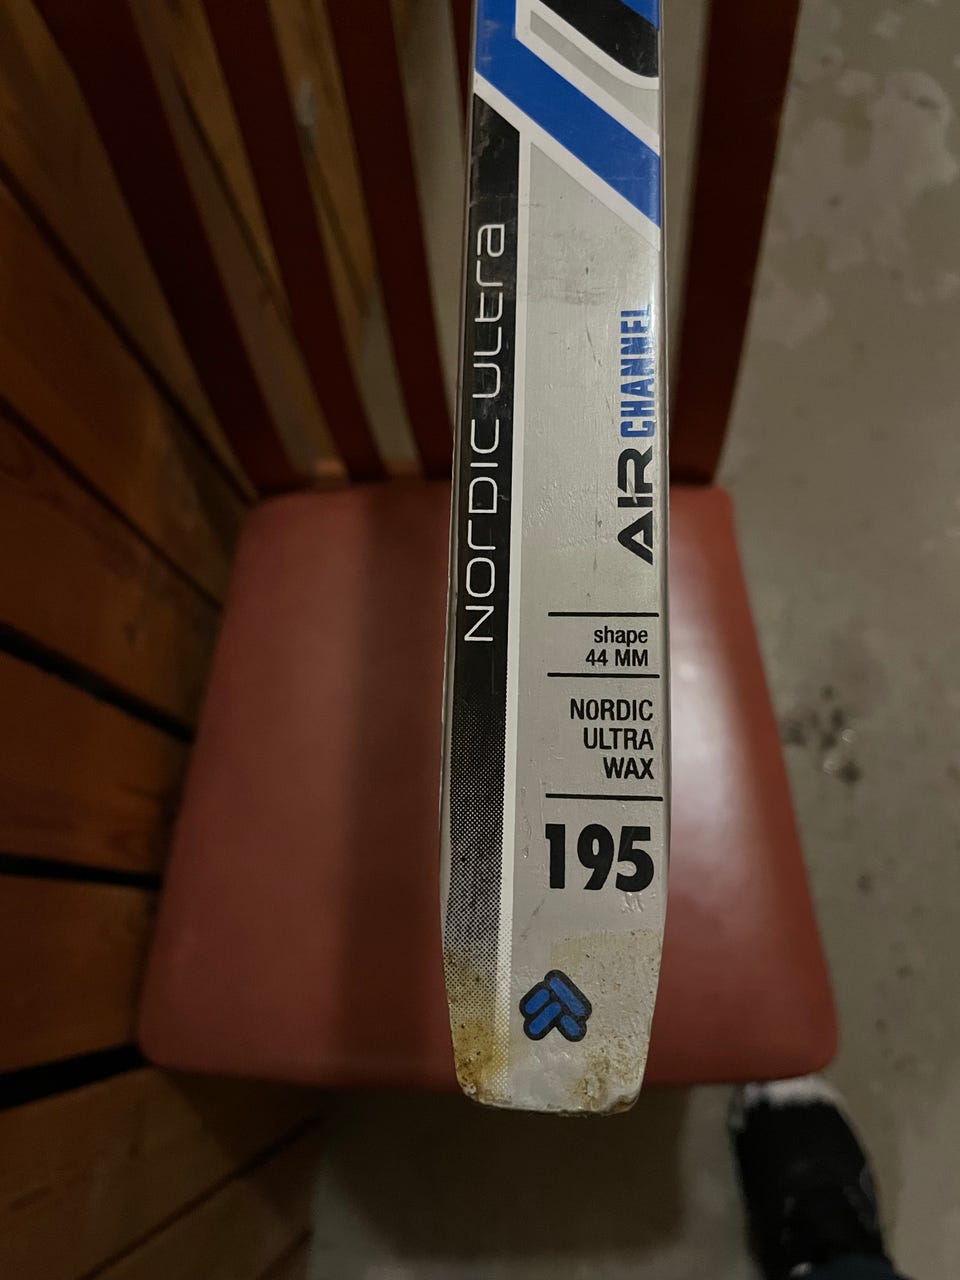 NORDIC ULTRA
AIR CHANNEL
shape
44 MM
NORDIC
ULTRA
WAX
195